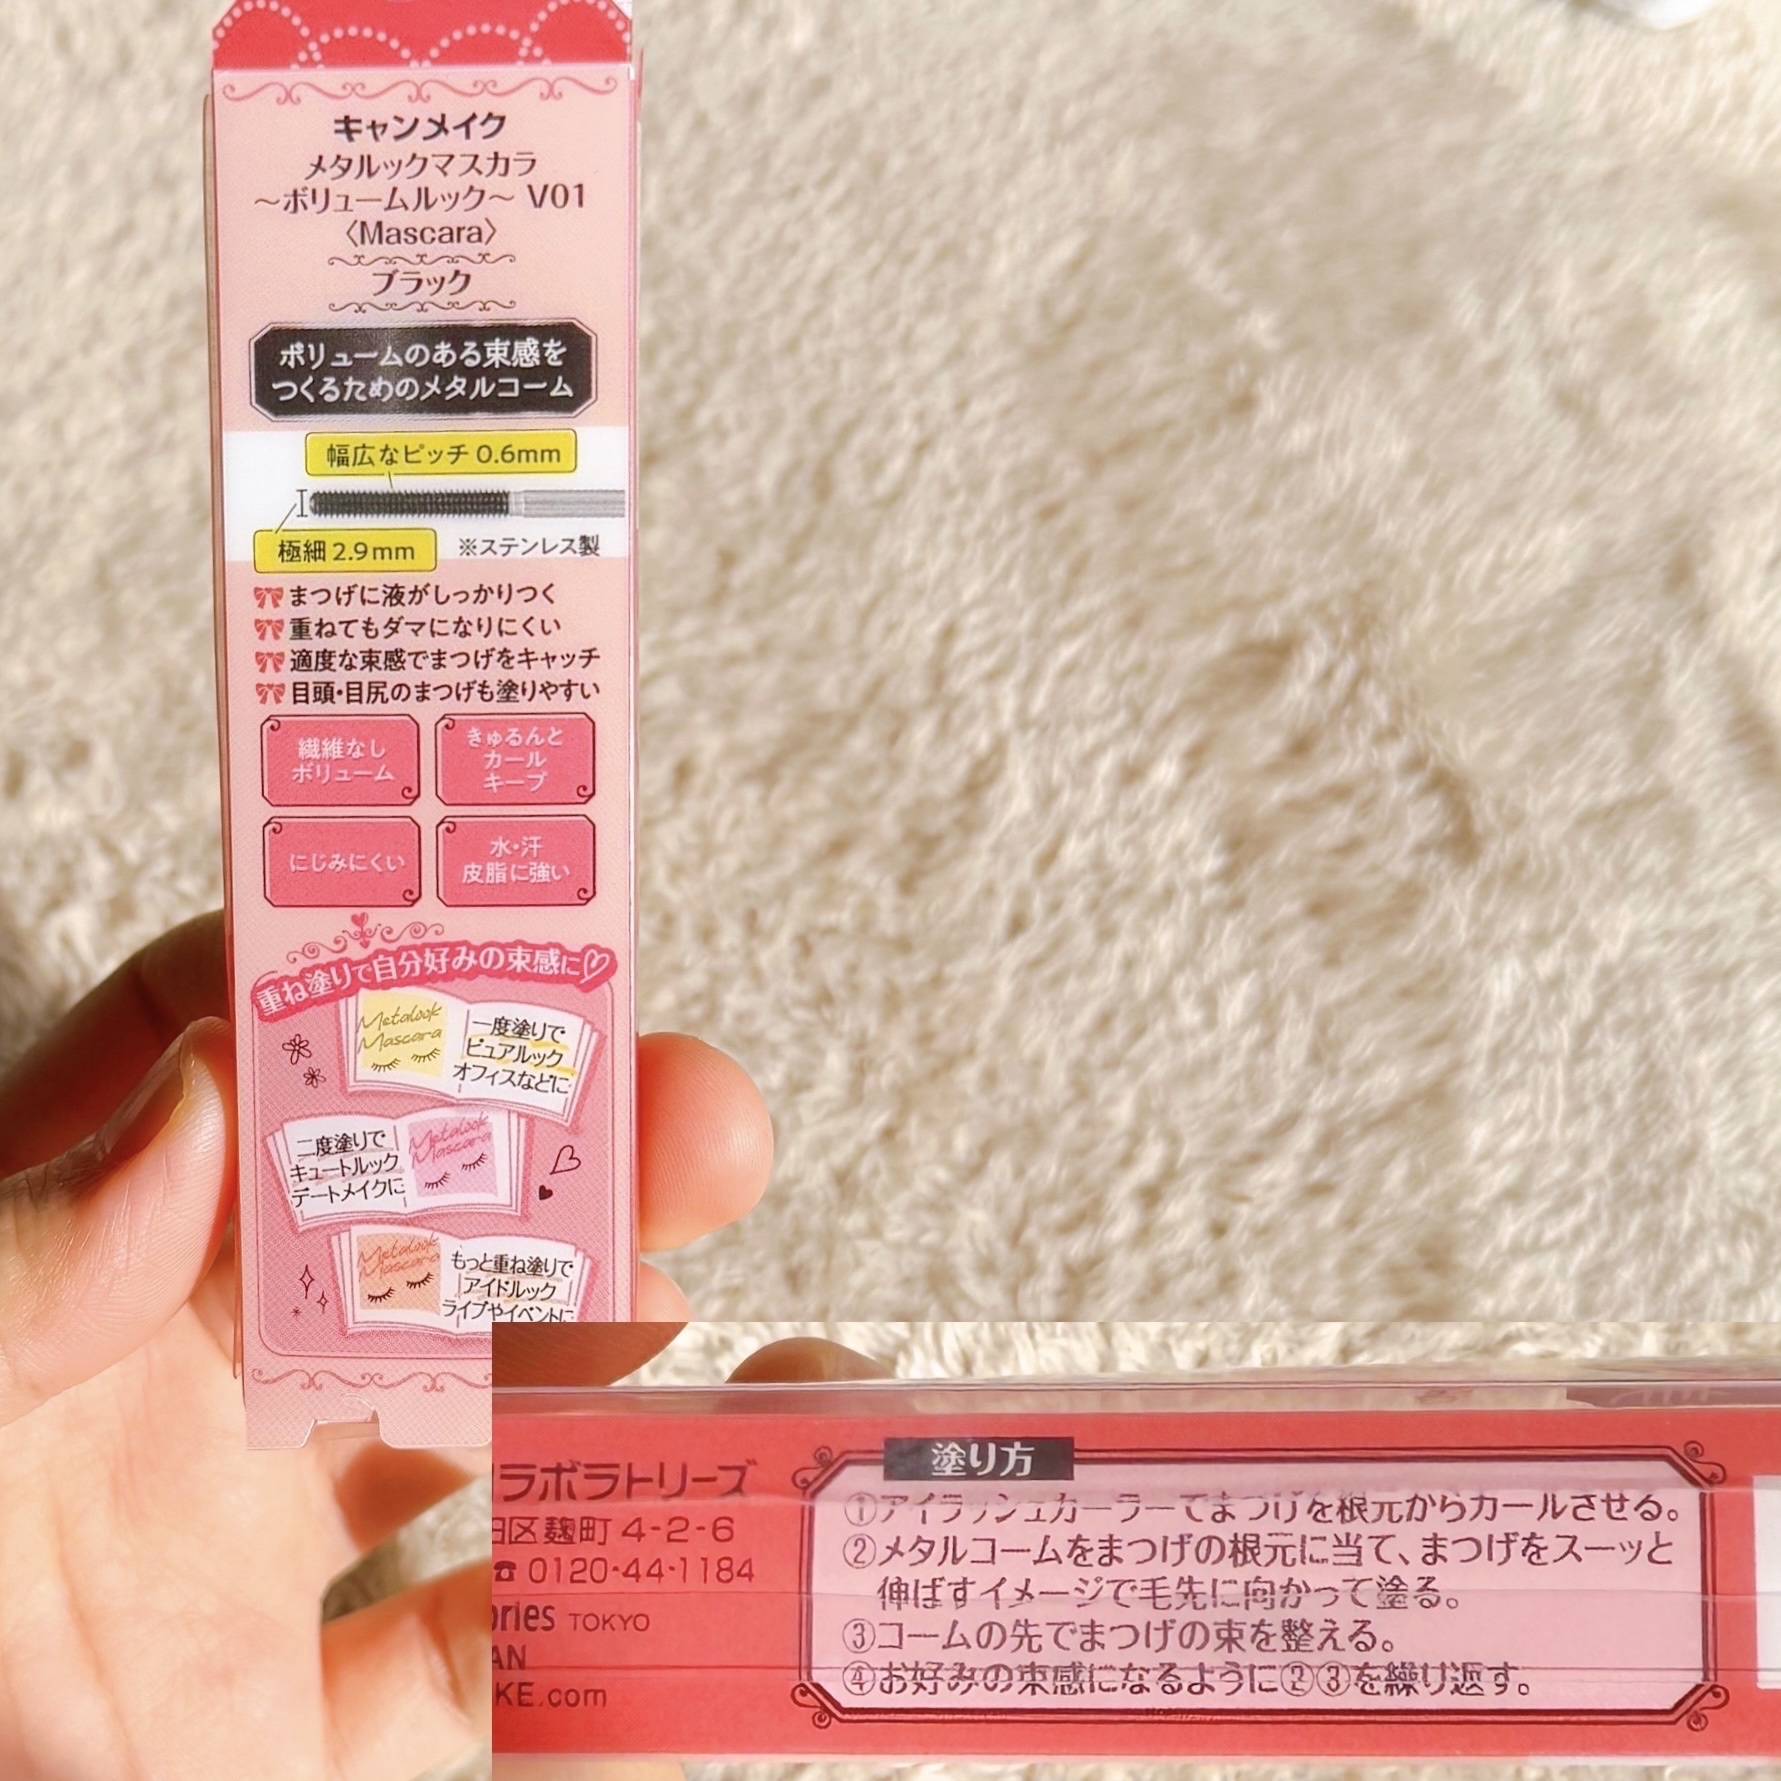 キャンメイク
メタルックマスカラ
～ボリュームルック～ V01
〈Mascara〉
ブラック
ボリュームのある束感を
つくるためのメタルコーム
幅広なピッチ 0.6mm
極細 2.9mm ※ステンレス製
まつげに液がしっかりつく
重ねてもダマになりにくい
適度な束感でまつげをキャッチ
目頭・目尻のまつげも塗りやすい
繊維なし
ボリューム
きゅるんと
カール
キープ
にじみにくい
水・汗
皮脂に強い
重ね塗りで自分好みの束感に♡
Metalook
Mascara
一度塗りで
ピュアルック
オフィスなどに
二度塗りで
キュートルック
デートメイクに
Metalook
Mascara
Metalook
Mascara
もっと重ね塗りで
アイドルック
ライブやイベントに
ラボラトリーズ
区麹町 4-2-6
☎ 0120・44・1184
ories TOKYO
AN
KE.com
塗り方
①アイラッシュカーラーでまつげを根元からカールさせる。
②メタルコームをまつげの根元に当て、まつげをスーッと
伸ばすイメージで毛先に向かって塗る。
③コームの先でまつげの束を整える。
④お好みの束感になるように②③を繰り返す。